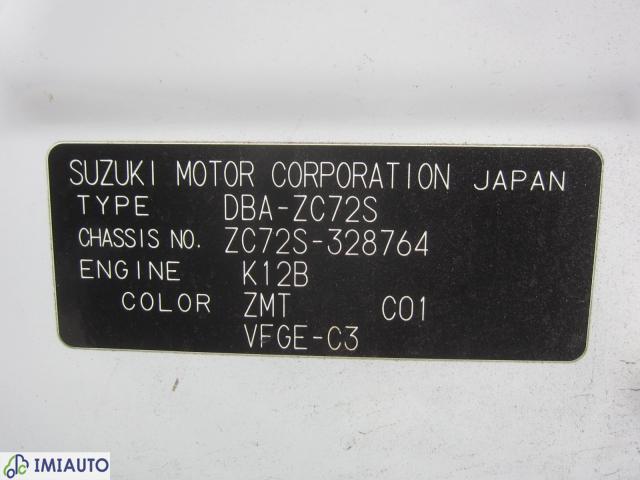 SUZUKI MOTOR CORPORATION JAPAN
TYPE DBA-ZC72S
CHASSIS NO. ZC72S-328764
ENGINE K12B
COLOR ZMT C01
VFGE-C3
IMIAUTO